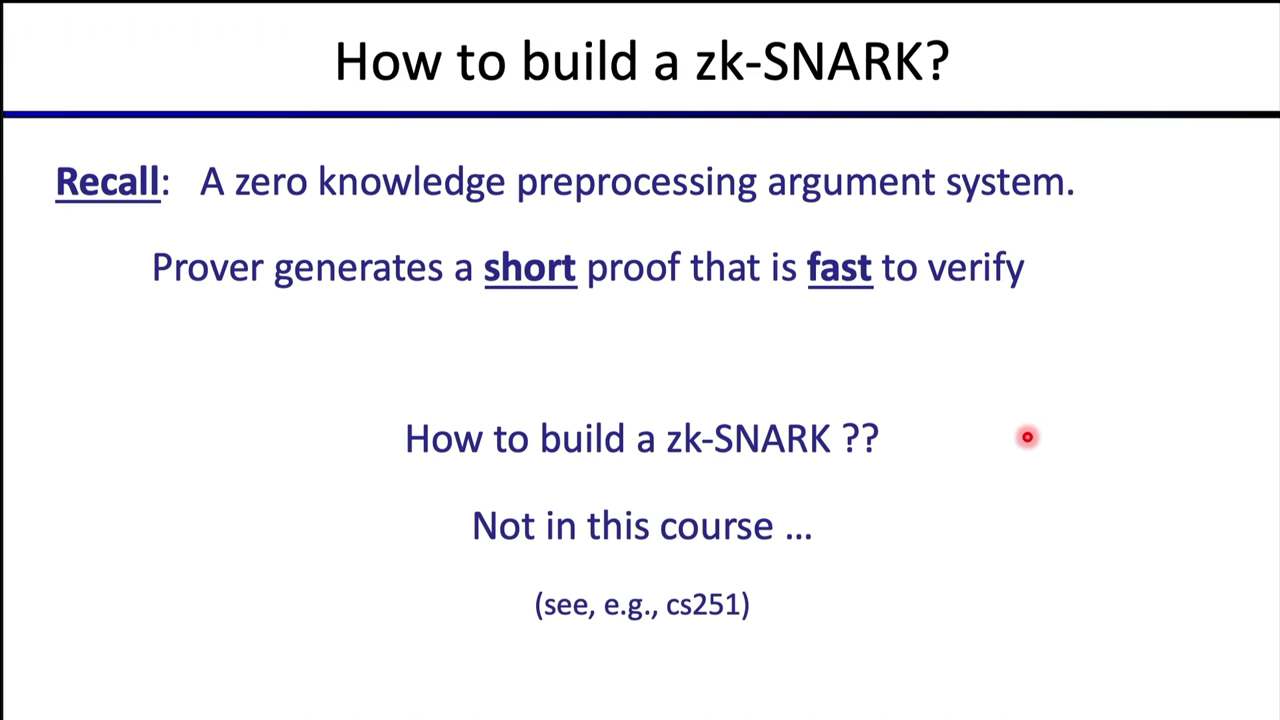 How to build a zk-SNARK?
Recall: A zero knowledge preprocessing argument system.
Prover generates a short proof that is fast to verify
How to build a zk-SNARK ??
Not in this course ...
(see, e.g., cs251)